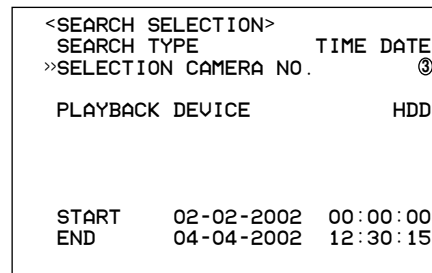 <SEARCH SELECTION>
SEARCH TYPE TIME DATE
»SELECTION CAMERA NO. ③
PLAYBACK DEVICE HDD
START 02-02-2002 00:00:00
END 04-04-2002 12:30:15